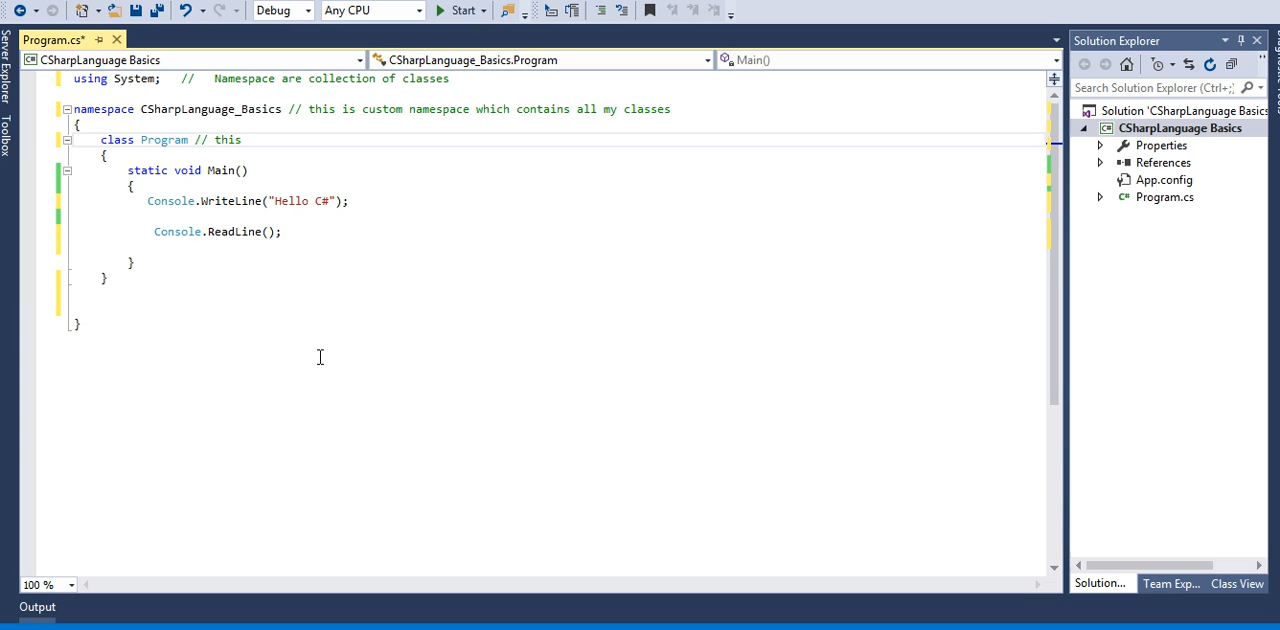 Debug
Any CPU
Start
Server Explorer
Toolbox
Program.cs*
CSharpLanguage Basics
CSharpLanguage_Basics.Program
Main()
using System; // Namespace are collection of classes
namespace CSharpLanguage_Basics // this is custom namespace which contains all my classes
{
class Program // this
{
static void Main()
{
Console.WriteLine("Hello C#");
Console.ReadLine();
}
}
}
100 %
Output
Solution Explorer
Search Solution Explorer (Ctrl+;)
Solution 'CSharpLanguage Basics
CSharpLanguage Basics
Properties
References
App.config
Program.cs
Solution...
Team Exp...
Class View